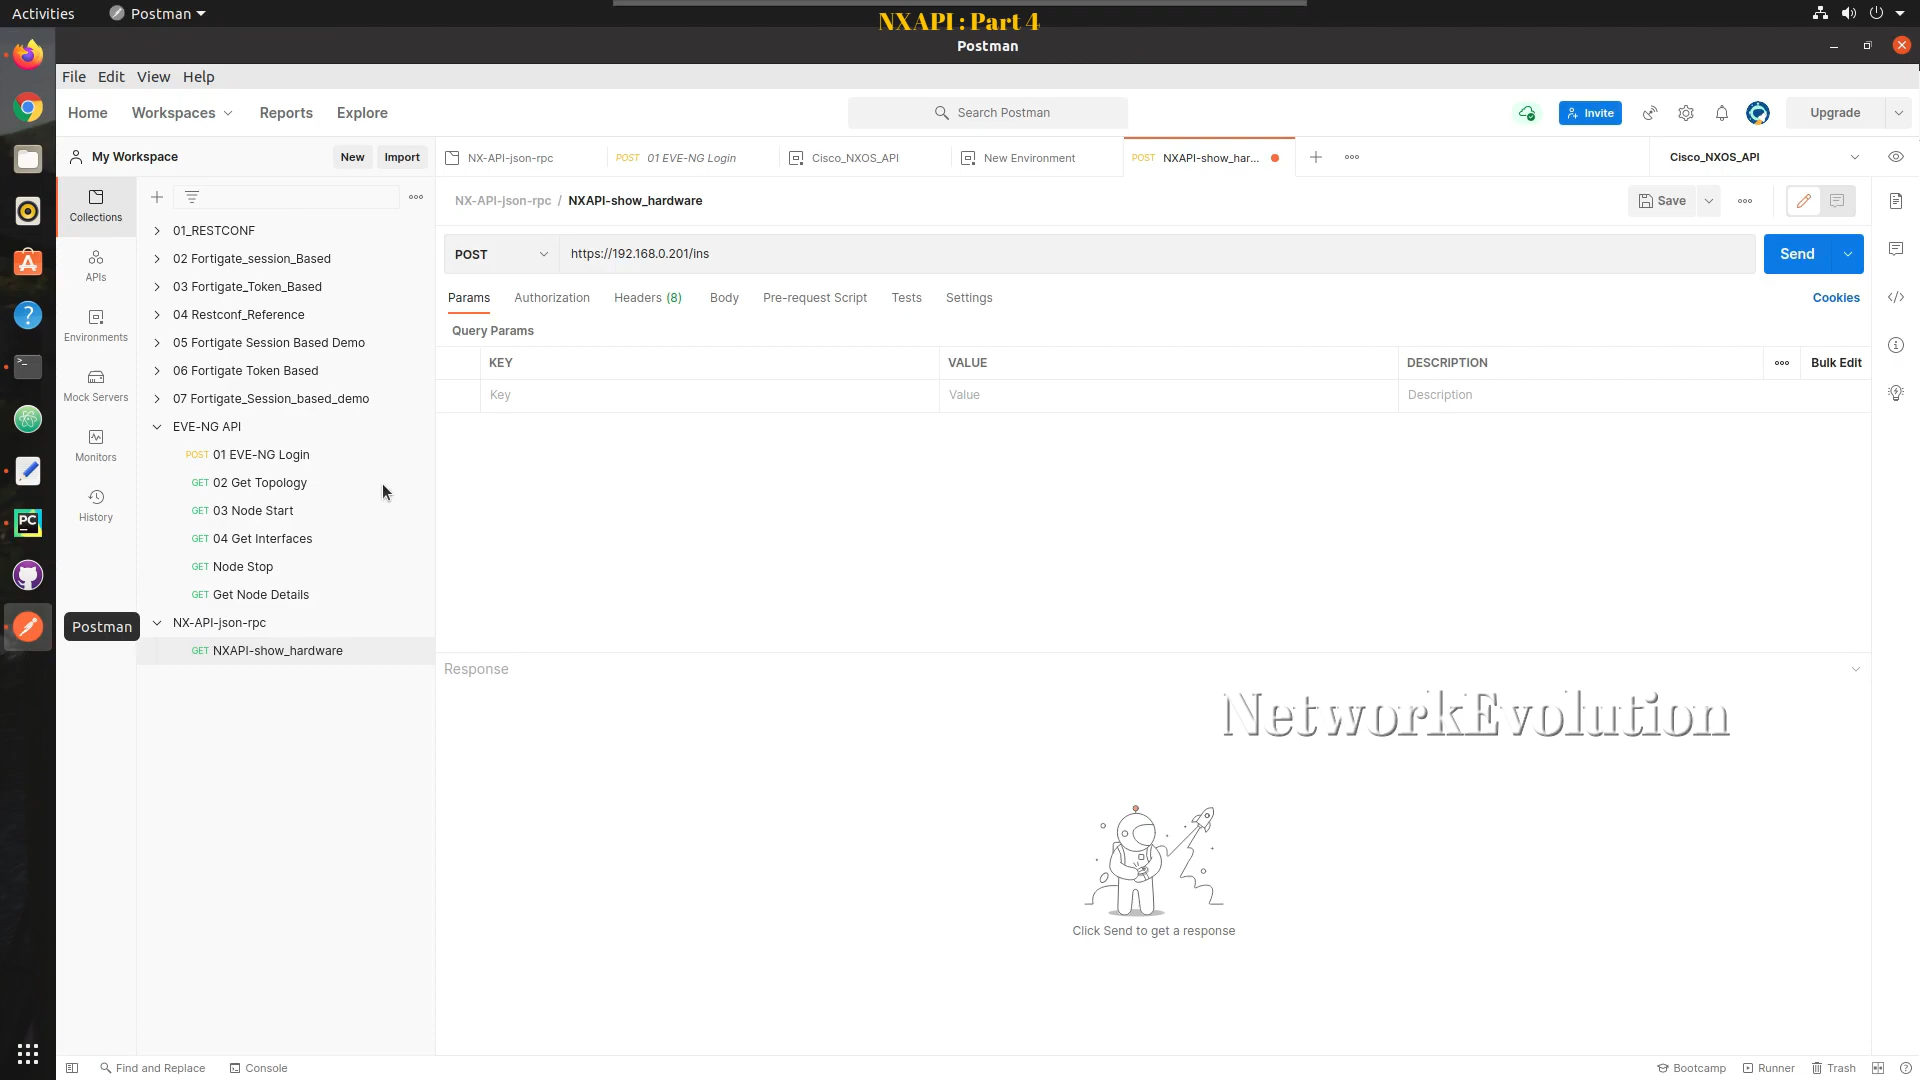 Activities
Postman
NXAPI : Part 4
Postman
File Edit View Help
Home Workspaces Reports Explore
Search Postman
Invite
Upgrade
My Workspace
New Import
NX-API-json-rpc
POST 01 EVE-NG Login
Cisco_NXOS_API
New Environment
POST NXAPI-show_har...
Cisco_NXOS_API
Collections
APIs
Environments
Mock Servers
Monitors
History
01_RESTCONF
02 Fortigate_session_Based
03 Fortigate_Token_Based
04 Restconf_Reference
05 Fortigate Session Based Demo
06 Fortigate Token Based
07 Fortigate_Session_based_demo
EVE-NG API
POST 01 EVE-NG Login
GET 02 Get Topology
GET 03 Node Start
GET 04 Get Interfaces
GET Node Stop
GET Get Node Details
NX-API-json-rpc
GET NXAPI-show_hardware
Postman
NX-API-json-rpc / NXAPI-show_hardware
Save
POST
https://192.168.0.201/ins
Send
Params Authorization Headers (8) Body Pre-request Script Tests Settings
Cookies
Query Params
KEY VALUE DESCRIPTION
Bulk Edit
Key Value Description
Response
NetworkEvolution
Click Send to get a response
Find and Replace
Console
Bootcamp
Runner
Trash